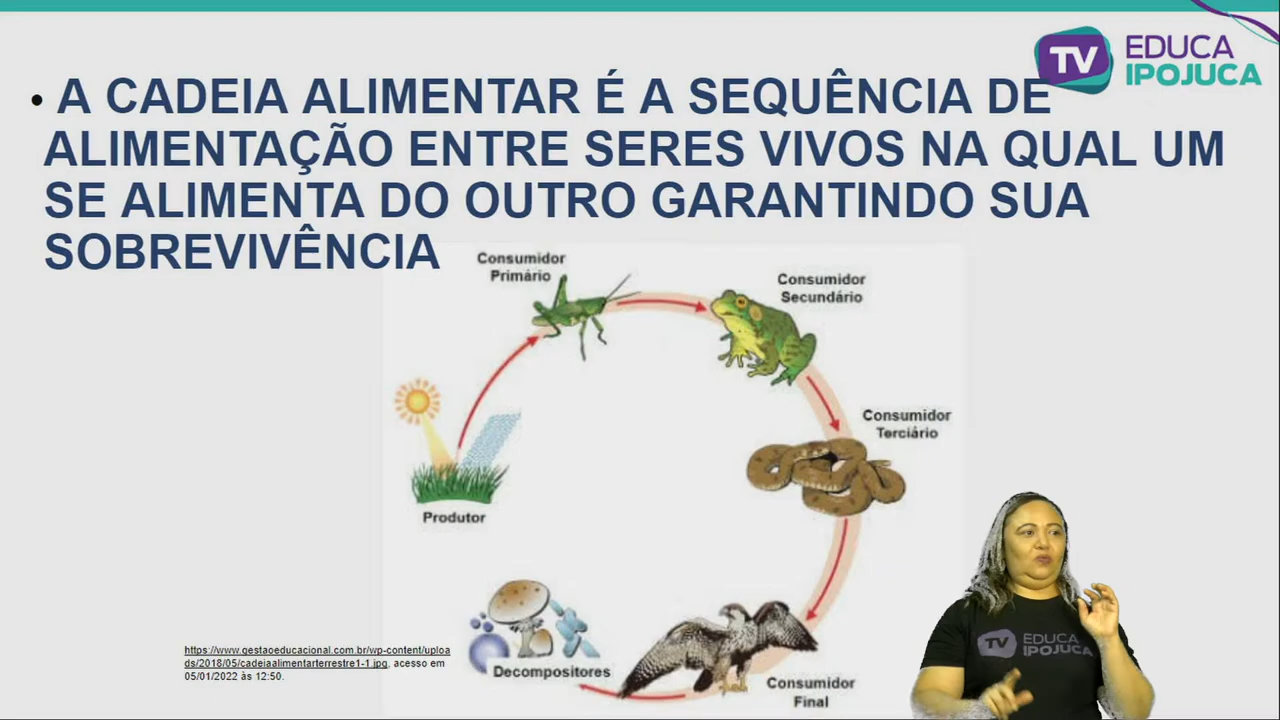 TV EDUCA
IPOJUCA
• A CADEIA ALIMENTAR É A SEQUÊNCIA DE
ALIMENTAÇÃO ENTRE SERES VIVOS NA QUAL UM
SE ALIMENTA DO OUTRO GARANTINDO SUA
SOBREVIVÊNCIA
Consumidor
Primário
Consumidor
Secundário
Consumidor
Terciário
Produtor
Decompositores
Consumidor
Final
https://www.gestaoeducacional.com.br/wp-content/uploa
ds/2018/05/cadeiaalimentarterrestre1-1.jpg, acesso em
05/01/2022 às 12:50.
TV EDUCA
IPOJUCA